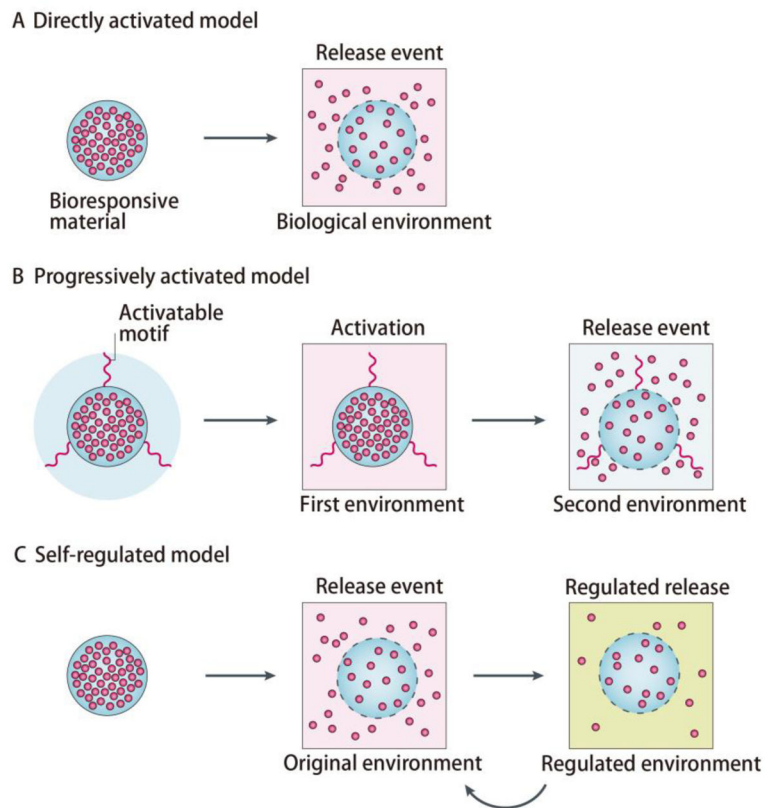 A Directly activated model
Release event
Bioresponsive
material
Biological environment
B Progressively activated model
Activatable
motif
Activation
Release event
First environment
Second environment
C Self-regulated model
Release event
Regulated release
Original environment
Regulated environment